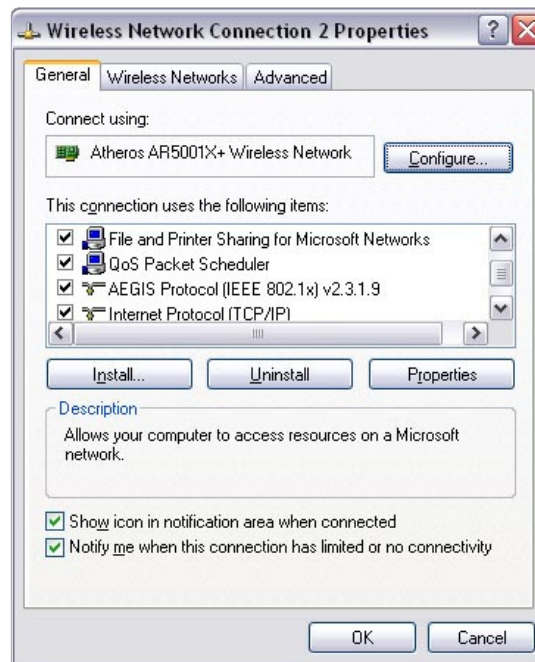 Wireless Network Connection 2 Properties
General
Wireless Networks
Advanced
Connect using:
Atheros AR5001X+ Wireless Network
Configure...
This connection uses the following items:
File and Printer Sharing for Microsoft Networks
QoS Packet Scheduler
AEGIS Protocol (IEEE 802.1x) v2.3.1.9
Internet Protocol (TCP/IP)
Install...
Uninstall
Properties
Description
Allows your computer to access resources on a Microsoft
network.
Show icon in notification area when connected
Notify me when this connection has limited or no connectivity
OK
Cancel